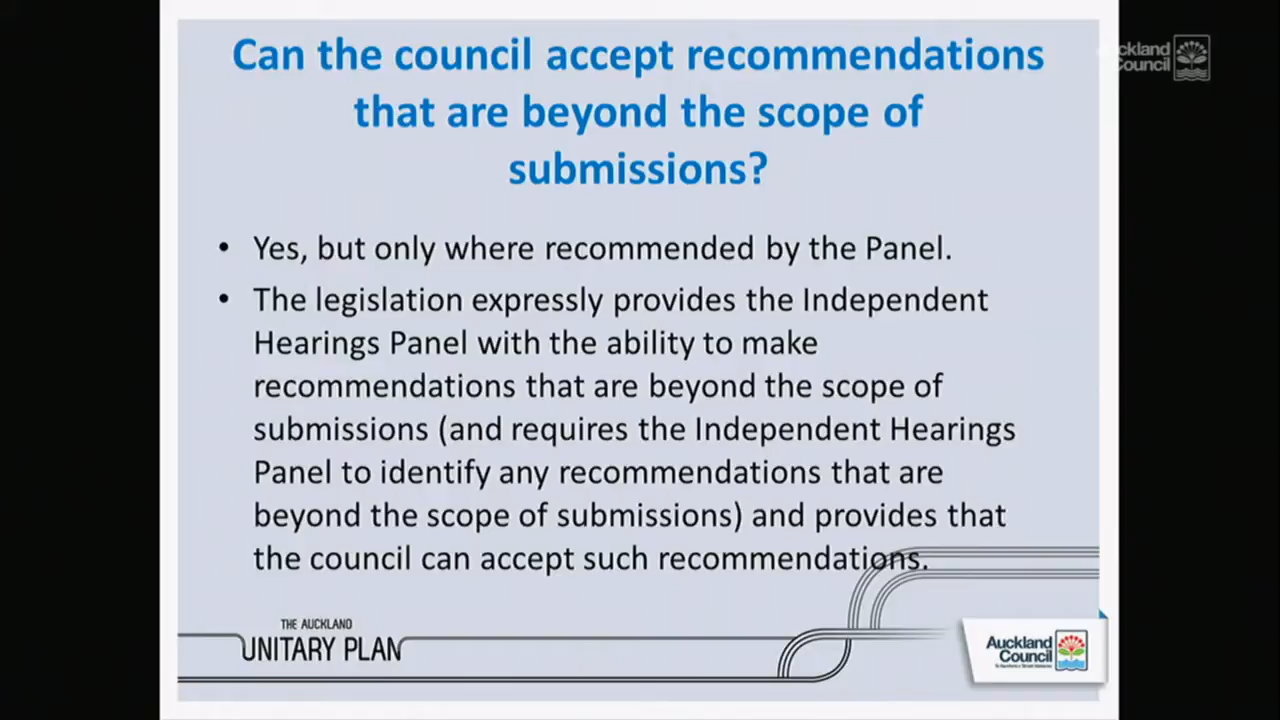 Can the council accept recommendations
that are beyond the scope of
submissions?
Auckland
Council
• Yes, but only where recommended by the Panel.
• The legislation expressly provides the Independent
Hearings Panel with the ability to make
recommendations that are beyond the scope of
submissions (and requires the Independent Hearings
Panel to identify any recommendations that are
beyond the scope of submissions) and provides that
the council can accept such recommendations.
THE AUCKLAND
UNITARY PLAN
Auckland
Council